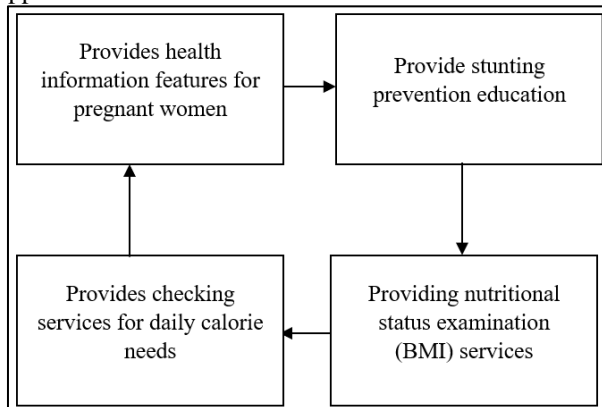 Provides health
information features for
pregnant women
Provide stunting
prevention education
Provides checking
services for daily calorie
needs
Providing nutritional
status examination
(BMI) services